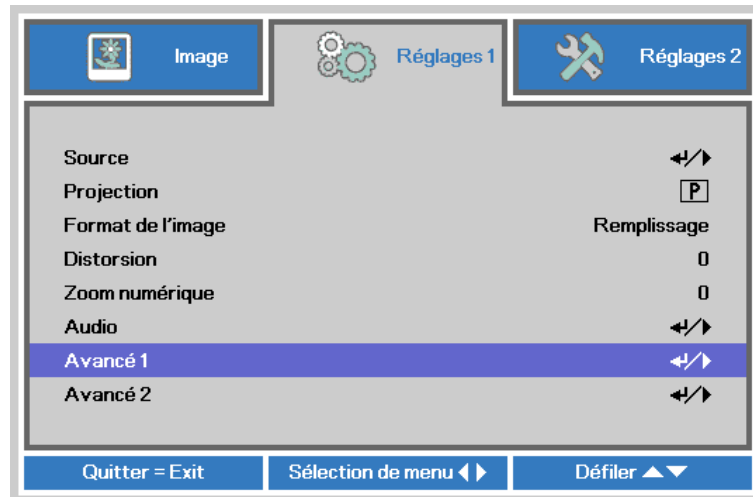 Image Réglages 1 Réglages 2
Source
Projection P
Format de l'image Remplissage
Distorsion 0
Zoom numérique 0
Audio
Avancé 1
Avancé 2
Quitter = Exit Sélection de menu Défiler